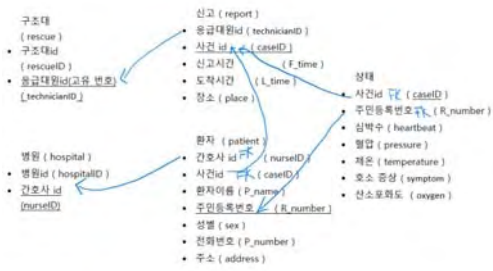 구조대
( rescue )
• 구조대id
( rescueID )
• 응급대원id(고유 번호)
( technicianID )
신고 ( report )
• 응급대원id ( technicianID )
• 사건 id ( caseID )
• 신고시간 ( F_time )
• 도착시간 ( L_time )
• 장소 ( place )
병원 ( hospital )
• 병원id ( hospitalID )
• 간호사 id
(nurseID)
환자 ( patient )
• 간호사 id FK ( nurseID )
• 사건id FK ( caseID )
• 환자이름 ( P_name )
• 주민등록번호 ( R_number )
• 성별 ( sex )
• 전화번호 ( P_number )
• 주소 ( address )
상태
• 사건id FK ( caseID )
• 주민등록번호 FK ( R_number )
• 심박수 ( heartbeat )
• 혈압 ( pressure )
• 체온 ( temperature )
• 호소 증상 ( symptom )
• 산소포화도 ( oxygen )